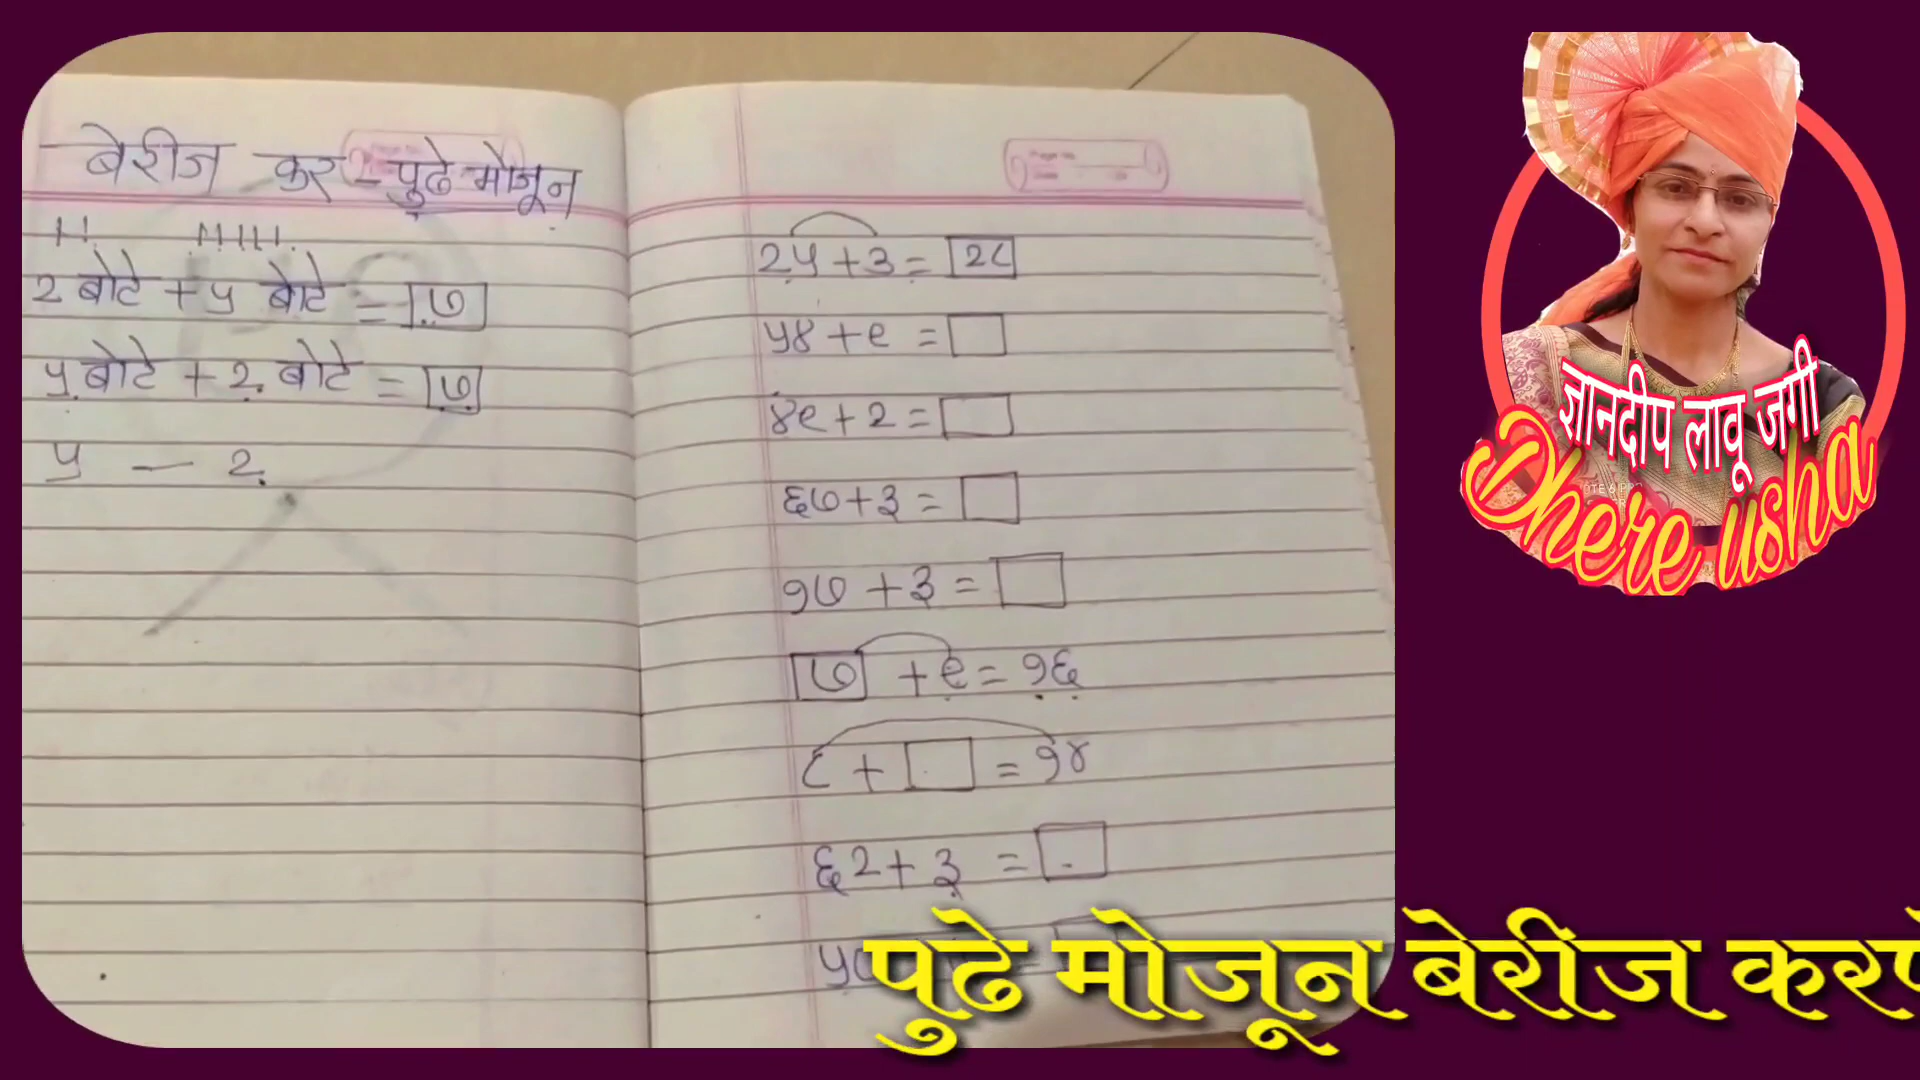 बेरीज कर - पुढे मोजून
२ बोटे + ५ बोटे = ७
५ बोटे + २ बोटे = ७
५ — २
२५ + ३ = २८
५४ + ९ =
४९ + २ =
६७ + ३ =
१७ + ३ =
७ + ९ = १६
८ + = १४
६२ + ३ =
ज्ञानदीप लावू जगी
Dhere usha
पुढे मोजून बेरीज